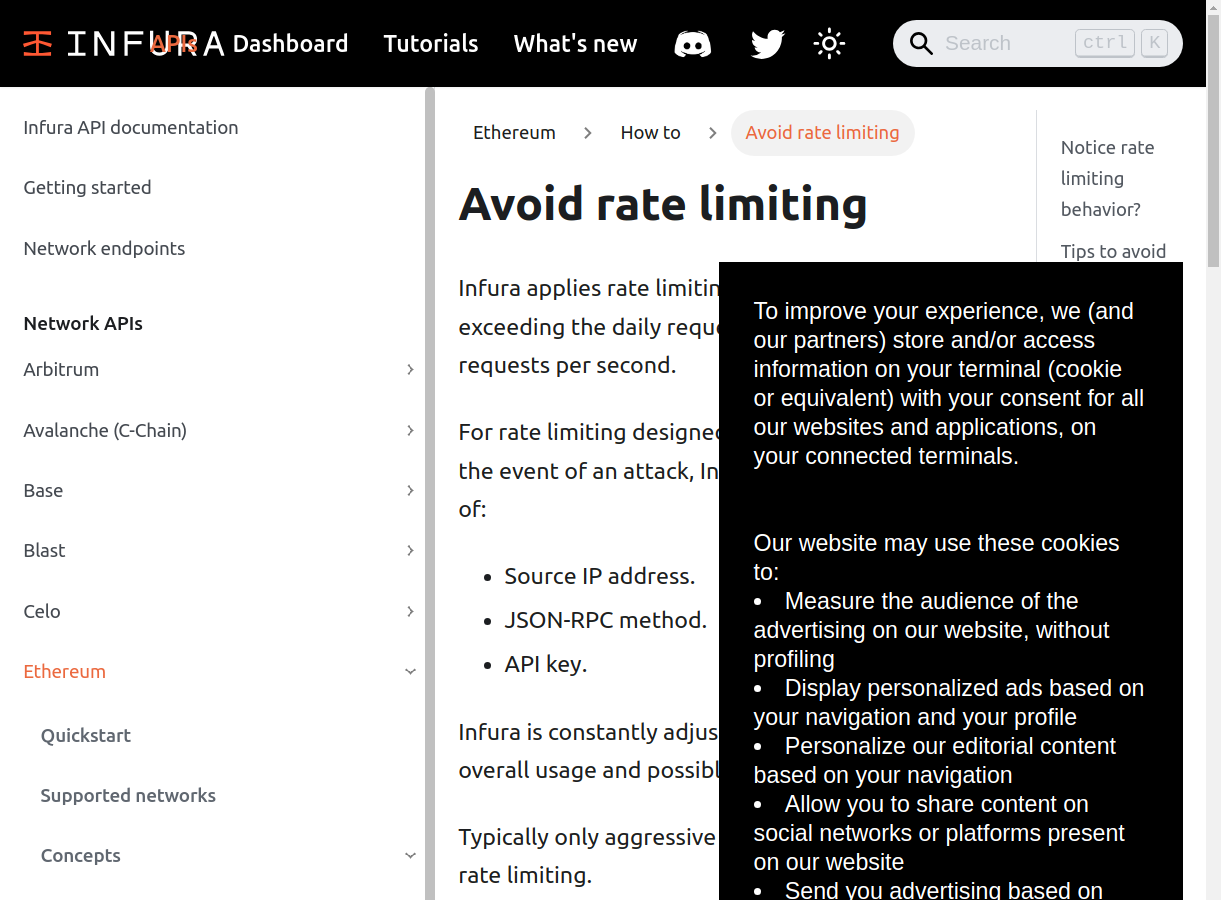 INFURA APIs Dashboard Tutorials What's new Search ctrl K
Infura API documentation
Getting started
Network endpoints
Network APIs
Arbitrum
Avalanche (C-Chain)
Base
Blast
Celo
Ethereum
Quickstart
Supported networks
Concepts
Ethereum How to Avoid rate limiting
Avoid rate limiting
Infura applies rate limitin
exceeding the daily reque
requests per second.
For rate limiting designed
the event of an attack, In
of:
• Source IP address.
• JSON-RPC method.
• API key.
Infura is constantly adjus
overall usage and possibl
Typically only aggressive
rate limiting.
Notice rate
limiting
behavior?
Tips to avoid
To improve your experience, we (and
our partners) store and/or access
information on your terminal (cookie
or equivalent) with your consent for all
our websites and applications, on
your connected terminals.
Our website may use these cookies
to:
• Measure the audience of the
advertising on our website, without
profiling
• Display personalized ads based on
your navigation and your profile
• Personalize our editorial content
based on your navigation
• Allow you to share content on
social networks or platforms present
on our website
• Send you advertising based on